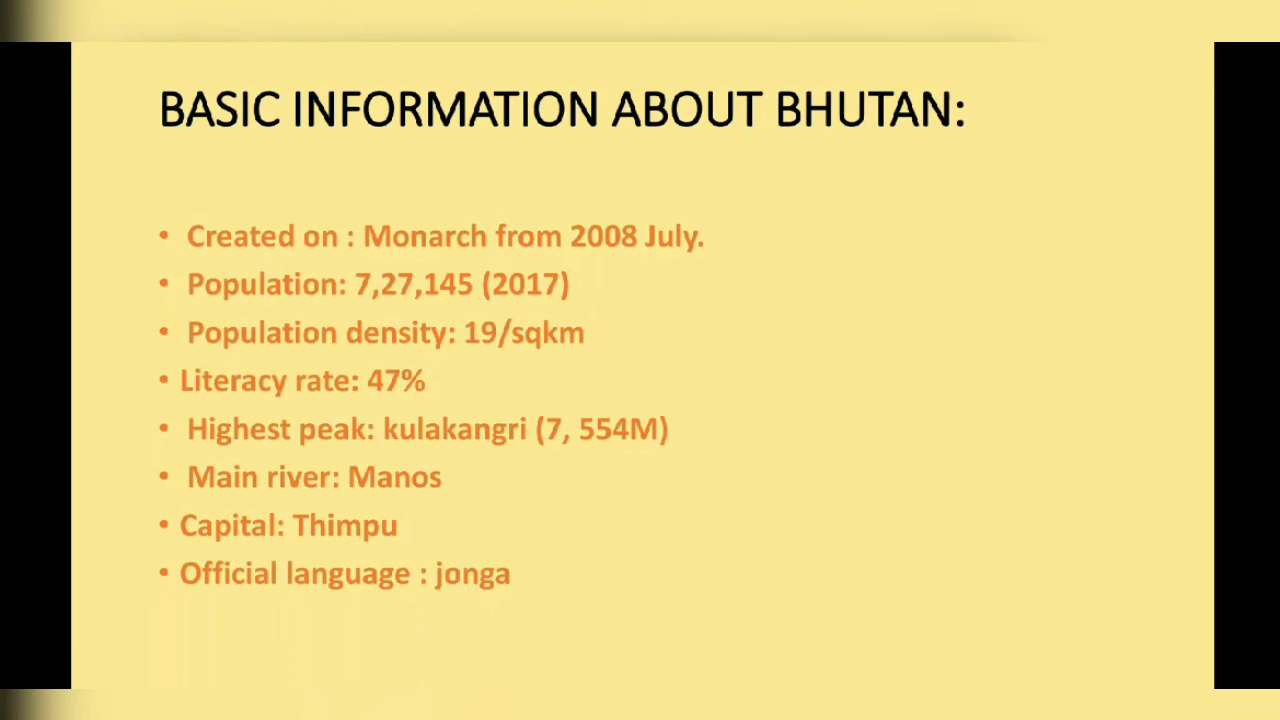 BASIC INFORMATION ABOUT BHUTAN:
• Created on : Monarch from 2008 July.
• Population: 7,27,145 (2017)
• Population density: 19/sqkm
• Literacy rate: 47%
• Highest peak: kulakangri (7, 554M)
• Main river: Manos
• Capital: Thimpu
• Official language : jonga